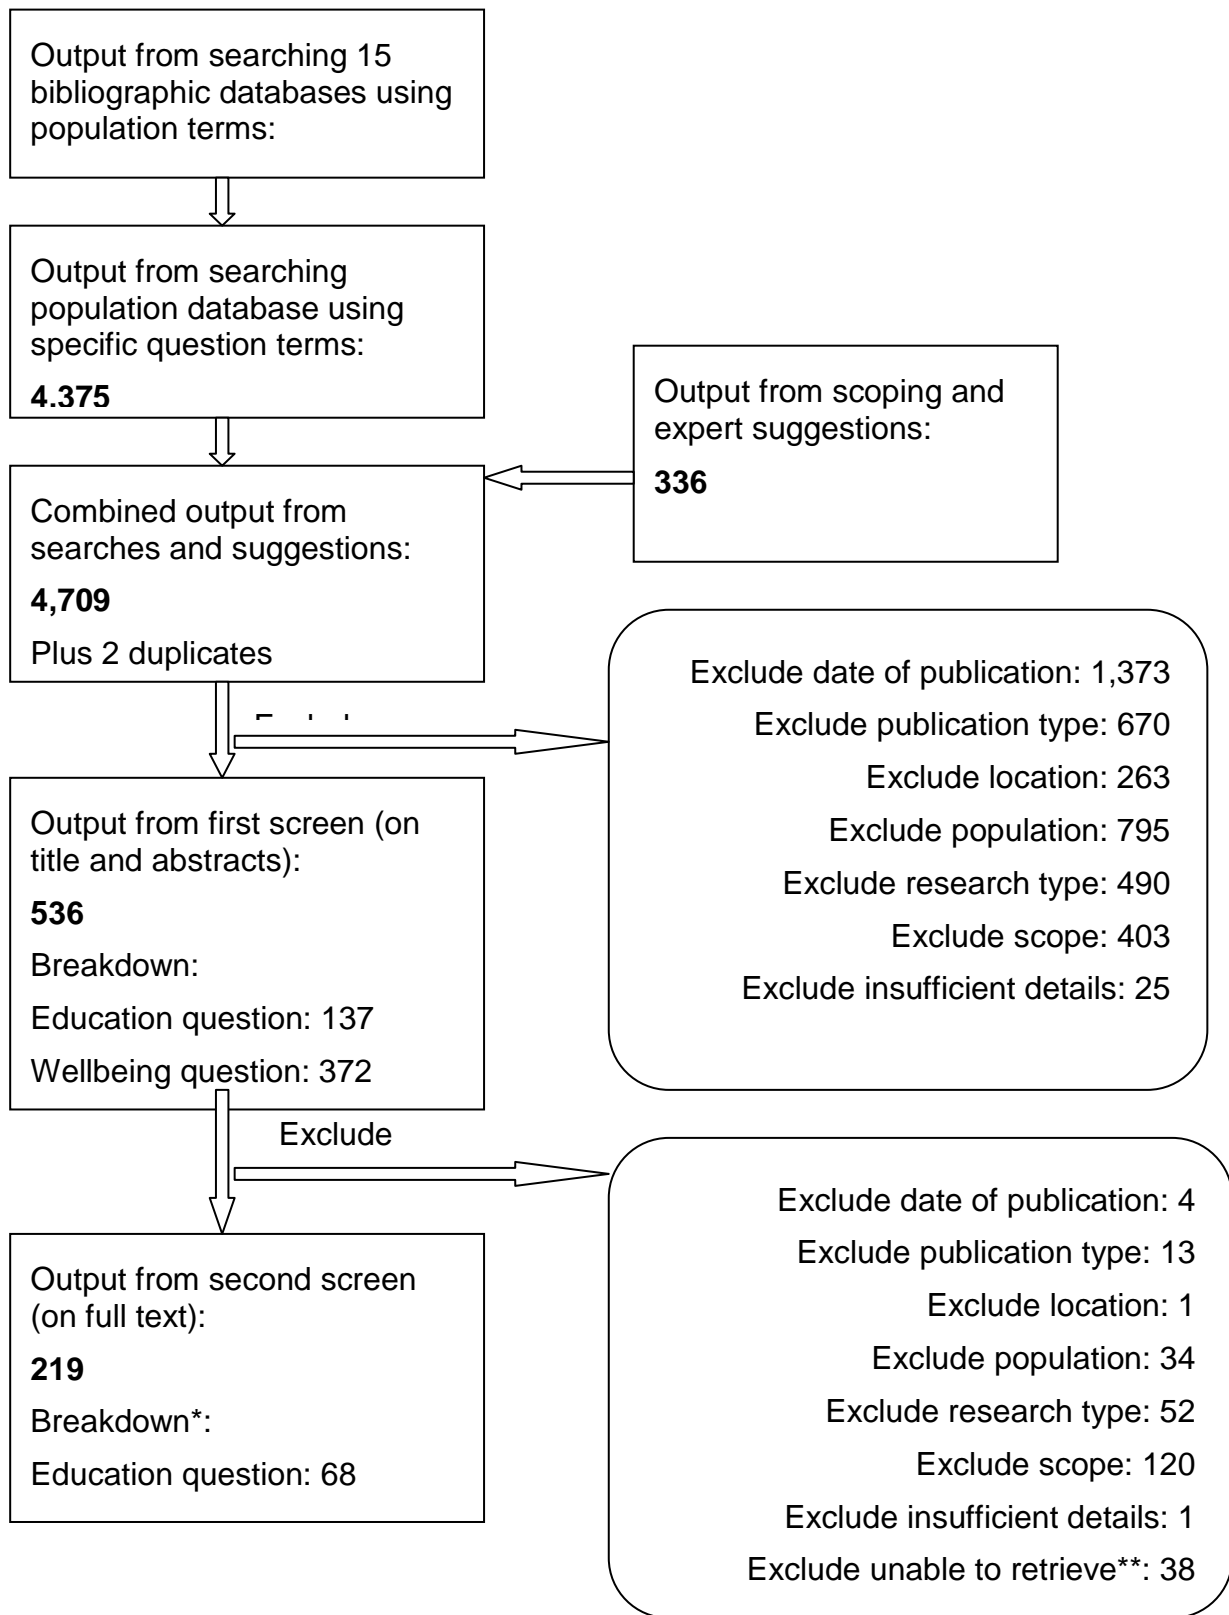 Output from searching 15
bibliographic databases using
population terms:
Output from searching
population database using
specific question terms:
4,375
Output from scoping and
expert suggestions:
336
Combined output from
searches and suggestions:
4,709
Plus 2 duplicates
Exclude date of publication: 1,373
Exclude publication type: 670
Exclude location: 263
Exclude population: 795
Exclude research type: 490
Exclude scope: 403
Exclude insufficient details: 25
Output from first screen (on
title and abstracts):
536
Breakdown:
Education question: 137
Wellbeing question: 372
Exclude
Exclude date of publication: 4
Exclude publication type: 13
Exclude location: 1
Exclude population: 34
Exclude research type: 52
Exclude scope: 120
Exclude insufficient details: 1
Exclude unable to retrieve**: 38
Output from second screen
(on full text):
219
Breakdown*:
Education question: 68